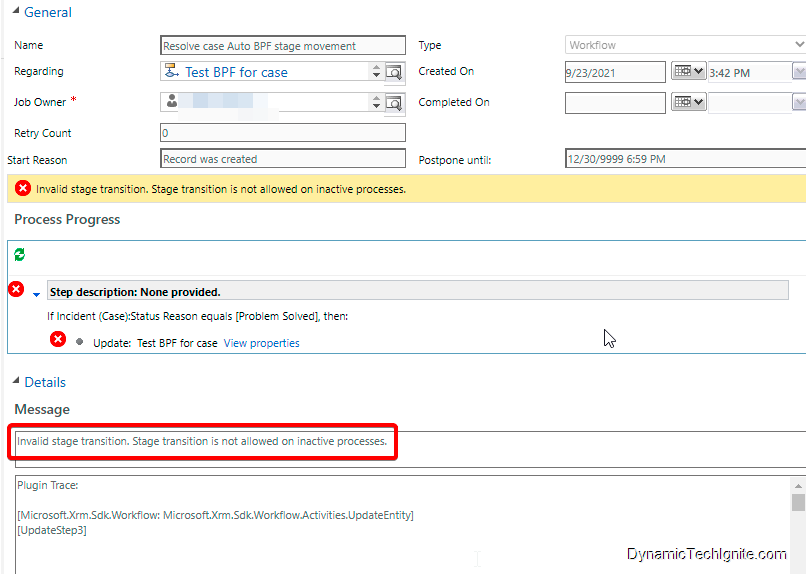 General
Name Resolve case Auto BPF stage movement Type Workflow
Regarding Test BPF for case Created On 9/23/2021 3:42 PM
Job Owner * Completed On
Retry Count 0
Start Reason Record was created Postpone until: 12/30/9999 6:59 PM
Invalid stage transition. Stage transition is not allowed on inactive processes.
Process Progress
Step description: None provided.
If Incident (Case):Status Reason equals [Problem Solved], then:
Update: Test BPF for case View properties
Details
Message
Invalid stage transition. Stage transition is not allowed on inactive processes.
Plugin Trace:
[Microsoft.Xrm.Sdk.Workflow: Microsoft.Xrm.Sdk.Workflow.Activities.UpdateEntity]
[UpdateStep3]
DynamicTechIgnite.com